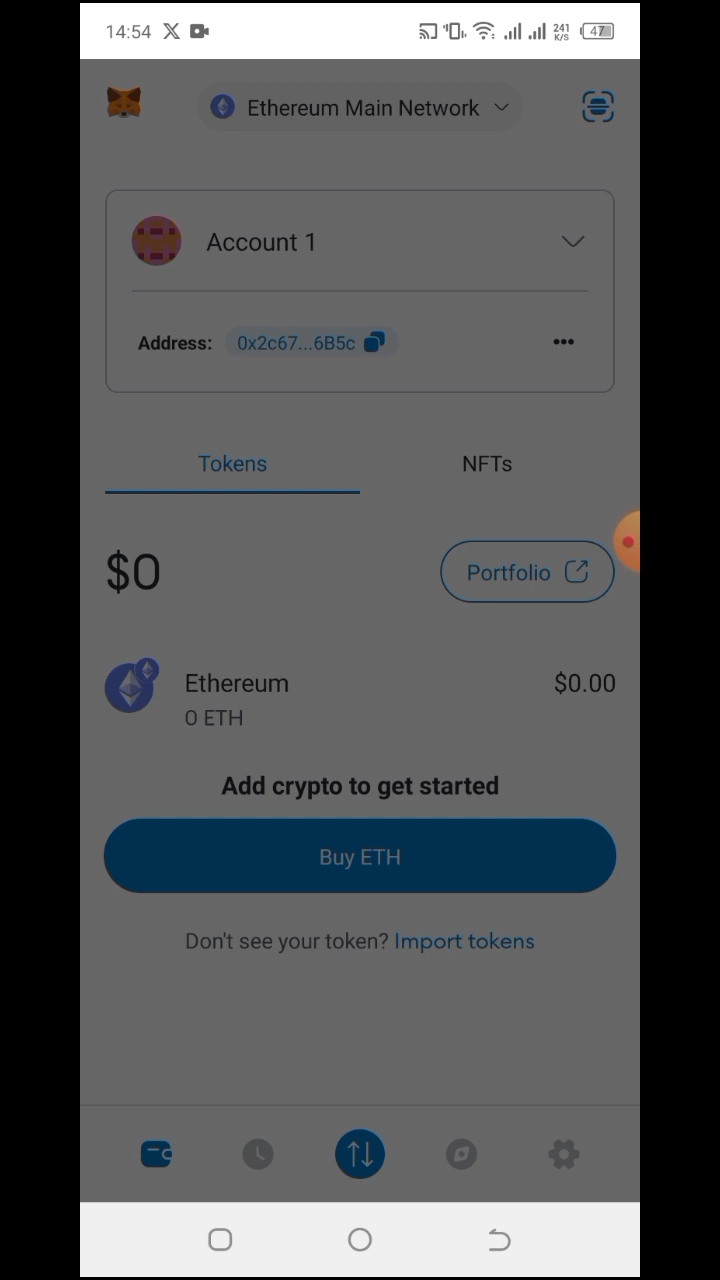 14:54
241
K/S
47
Ethereum Main Network
Account 1
Address: 0x2c67...6B5c
Tokens
NFTs
$0
Portfolio
Ethereum
$0.00
0 ETH
Add crypto to get started
Buy ETH
Don't see your token? Import tokens